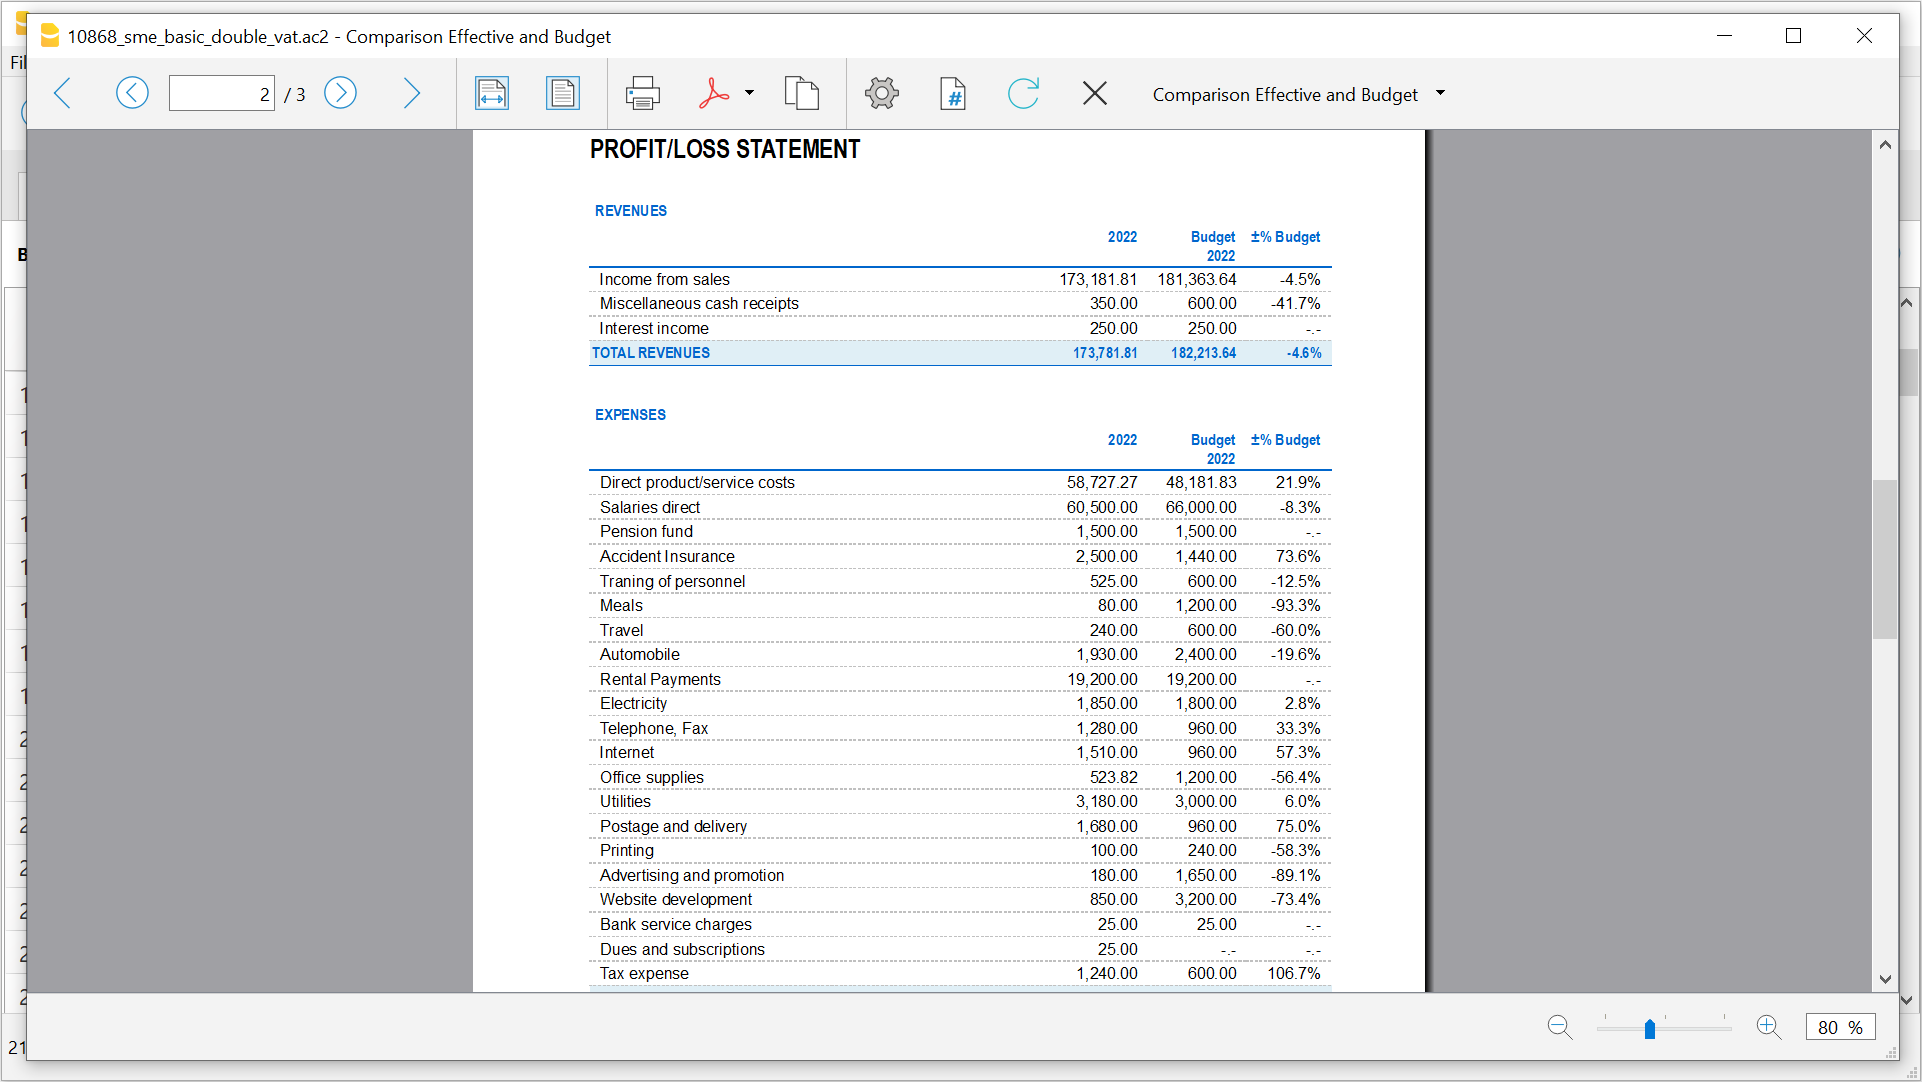 10868_sme_basic_double_vat.ac2 - Comparison Effective and Budget
Fil
2 / 3 Comparison Effective and Budget
PROFIT/LOSS STATEMENT
REVENUES
2022 Budget 2022 ±% Budget
Income from sales 173,181.81 181,363.64 -4.5%
Miscellaneous cash receipts 350.00 600.00 -41.7%
Interest income 250.00 250.00 -.-
TOTAL REVENUES 173,781.81 182,213.64 -4.6%
EXPENSES
2022 Budget 2022 ±% Budget
Direct product/service costs 58,727.27 48,181.83 21.9%
Salaries direct 60,500.00 66,000.00 -8.3%
Pension fund 1,500.00 1,500.00 -.-
Accident Insurance 2,500.00 1,440.00 73.6%
Traning of personnel 525.00 600.00 -12.5%
Meals 80.00 1,200.00 -93.3%
Travel 240.00 600.00 -60.0%
Automobile 1,930.00 2,400.00 -19.6%
Rental Payments 19,200.00 19,200.00 -.-
Electricity 1,850.00 1,800.00 2.8%
Telephone, Fax 1,280.00 960.00 33.3%
Internet 1,510.00 960.00 57.3%
Office supplies 523.82 1,200.00 -56.4%
Utilities 3,180.00 3,000.00 6.0%
Postage and delivery 1,680.00 960.00 75.0%
Printing 100.00 240.00 -58.3%
Advertising and promotion 180.00 1,650.00 -89.1%
Website development 850.00 3,200.00 -73.4%
Bank service charges 25.00 25.00 -.-
Dues and subscriptions 25.00 -.- -.-
Tax expense 1,240.00 600.00 106.7%
80 %
21